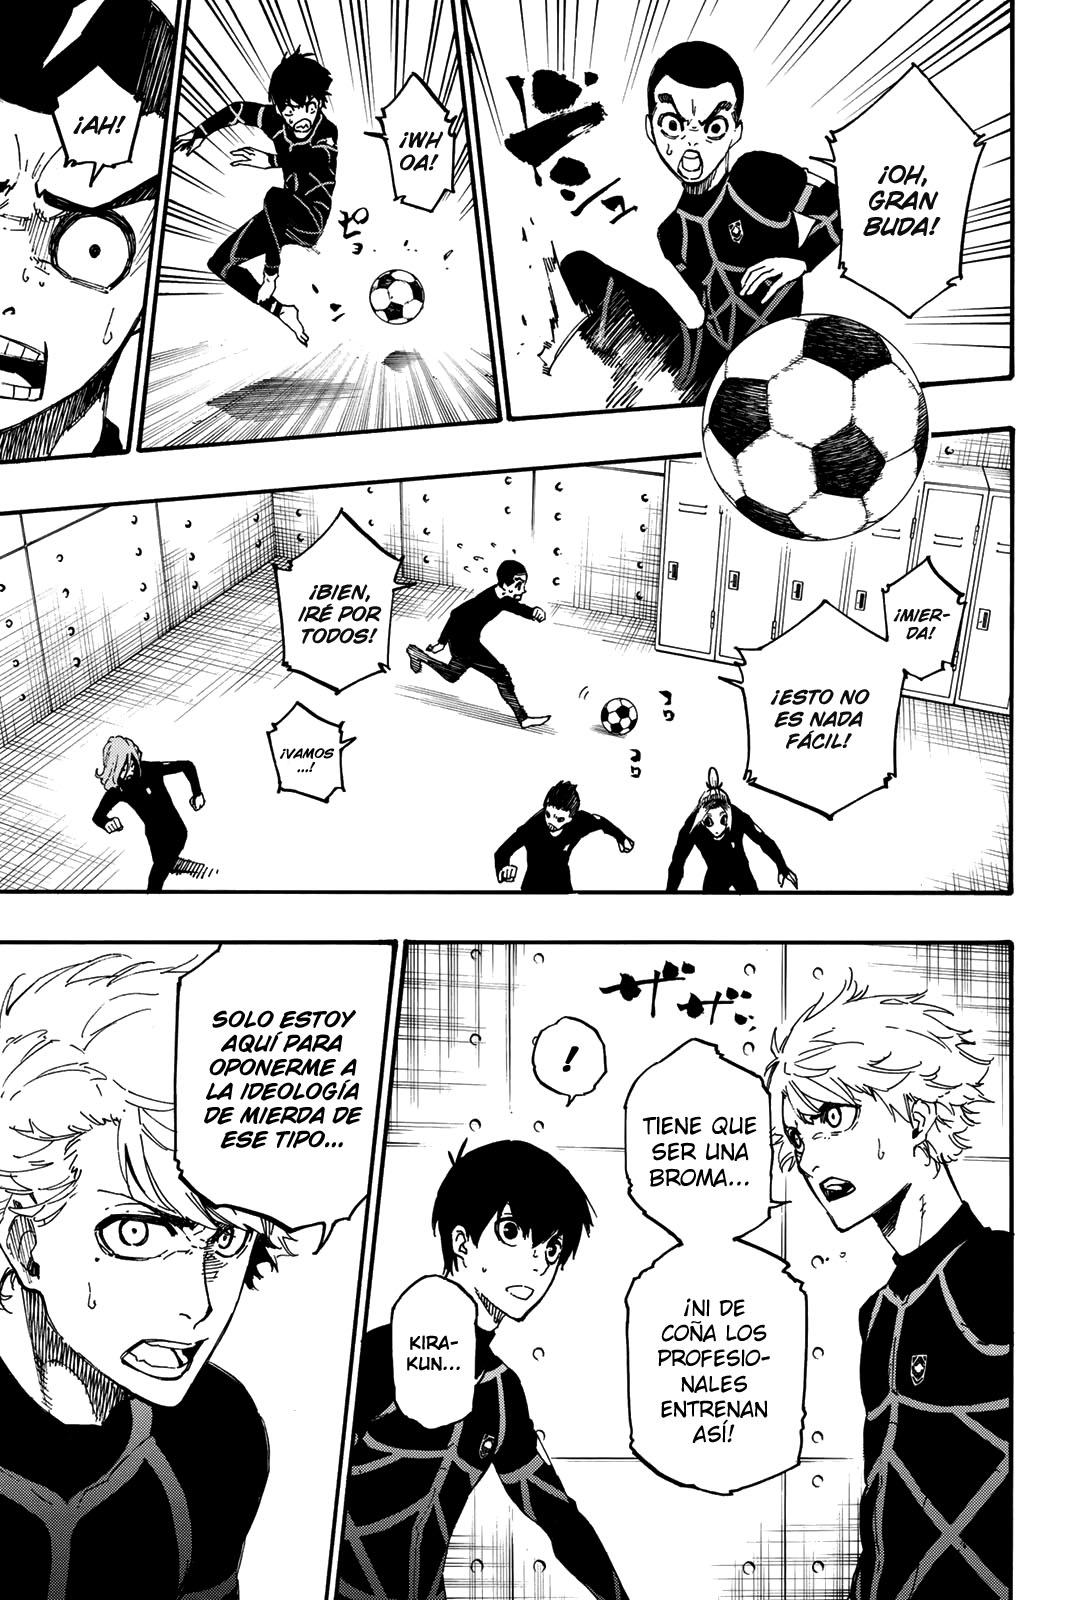 ¡OH,
GRAN
BUDA!
¡WH
OA!
¡AH!
¡MIER-
DA!
¡ESTO NO
ES NADA
FÁCIL!
¡BIEN,
IRÉ POR
TODOS!
¡VAMOS
...!
TIENE QUE
SER UNA
BROMA...
!
¡NI DE
COÑA LOS
PROFESIO-
NALES
ENTRENAN
ASÍ!
KIRA-
KUN...
SOLO ESTOY
AQUÍ PARA
OPONERME A
LA IDEOLOGÍA
DE MIERDA DE
ESE TIPO...